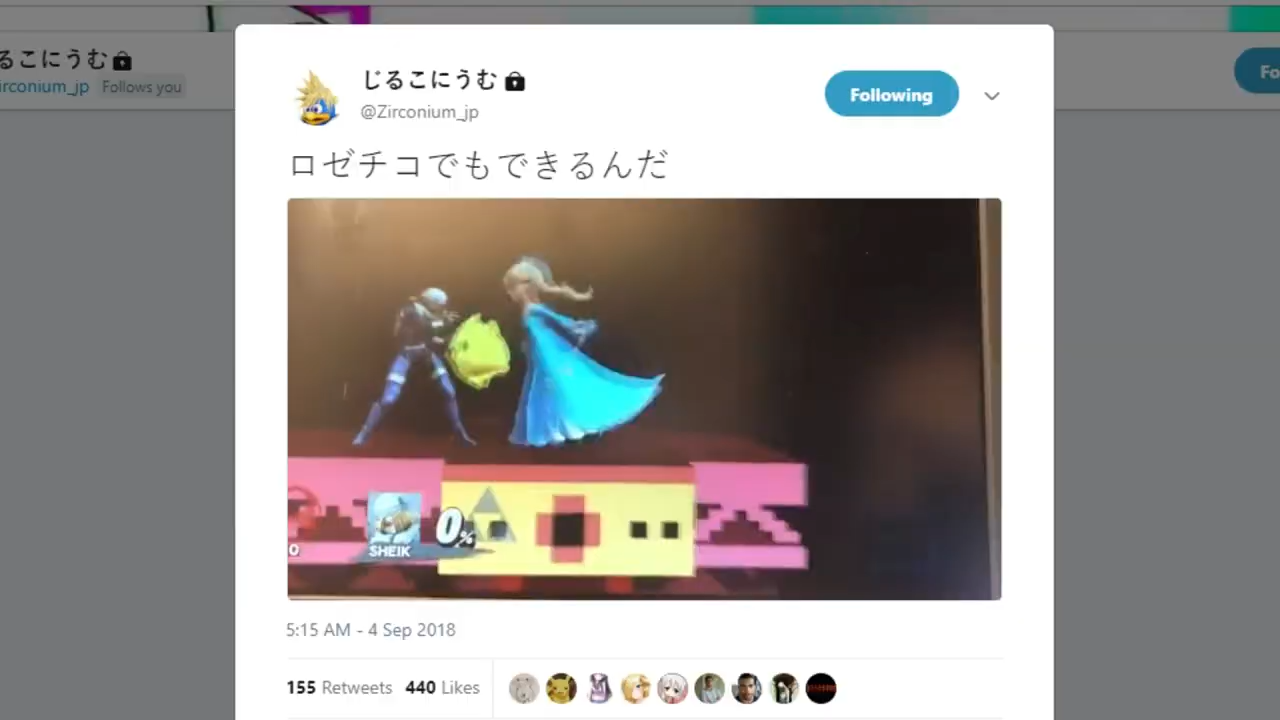 るこにうむ
irconium_jp Follows you
Fo
じるこにうむ
@Zirconium_jp
Following
ロゼチコでもできるんだ
0%
O SHEIK
5:15 AM - 4 Sep 2018
155 Retweets 440 Likes